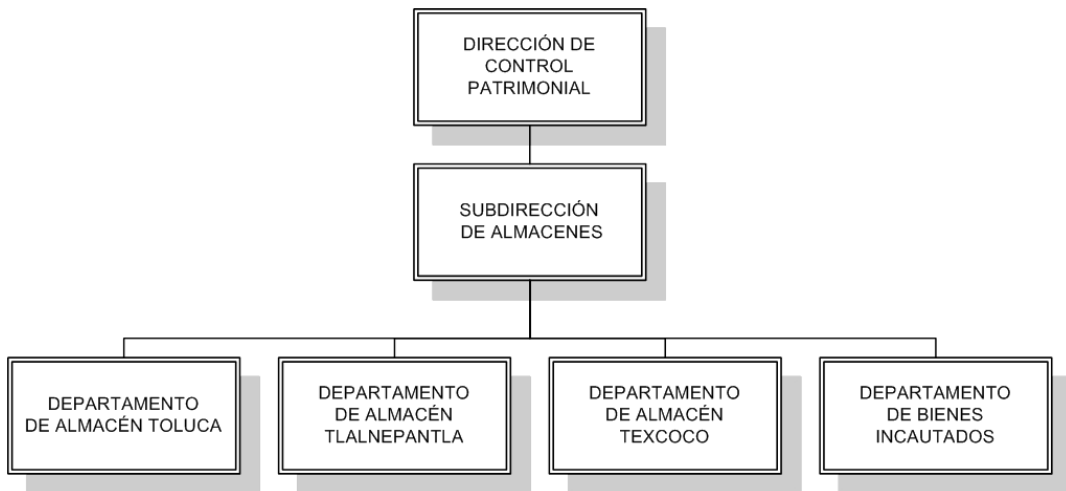 DIRECCIÓN DE
CONTROL
PATRIMONIAL
SUBDIRECCIÓN
DE ALMACENES
DEPARTAMENTO
DE ALMACÉN TOLUCA
DEPARTAMENTO
DE ALMACÉN
TLALNEPANTLA
DEPARTAMENTO
DE ALMACÉN
TEXCOCO
DEPARTAMENTO
DE BIENES
INCAUTADOS